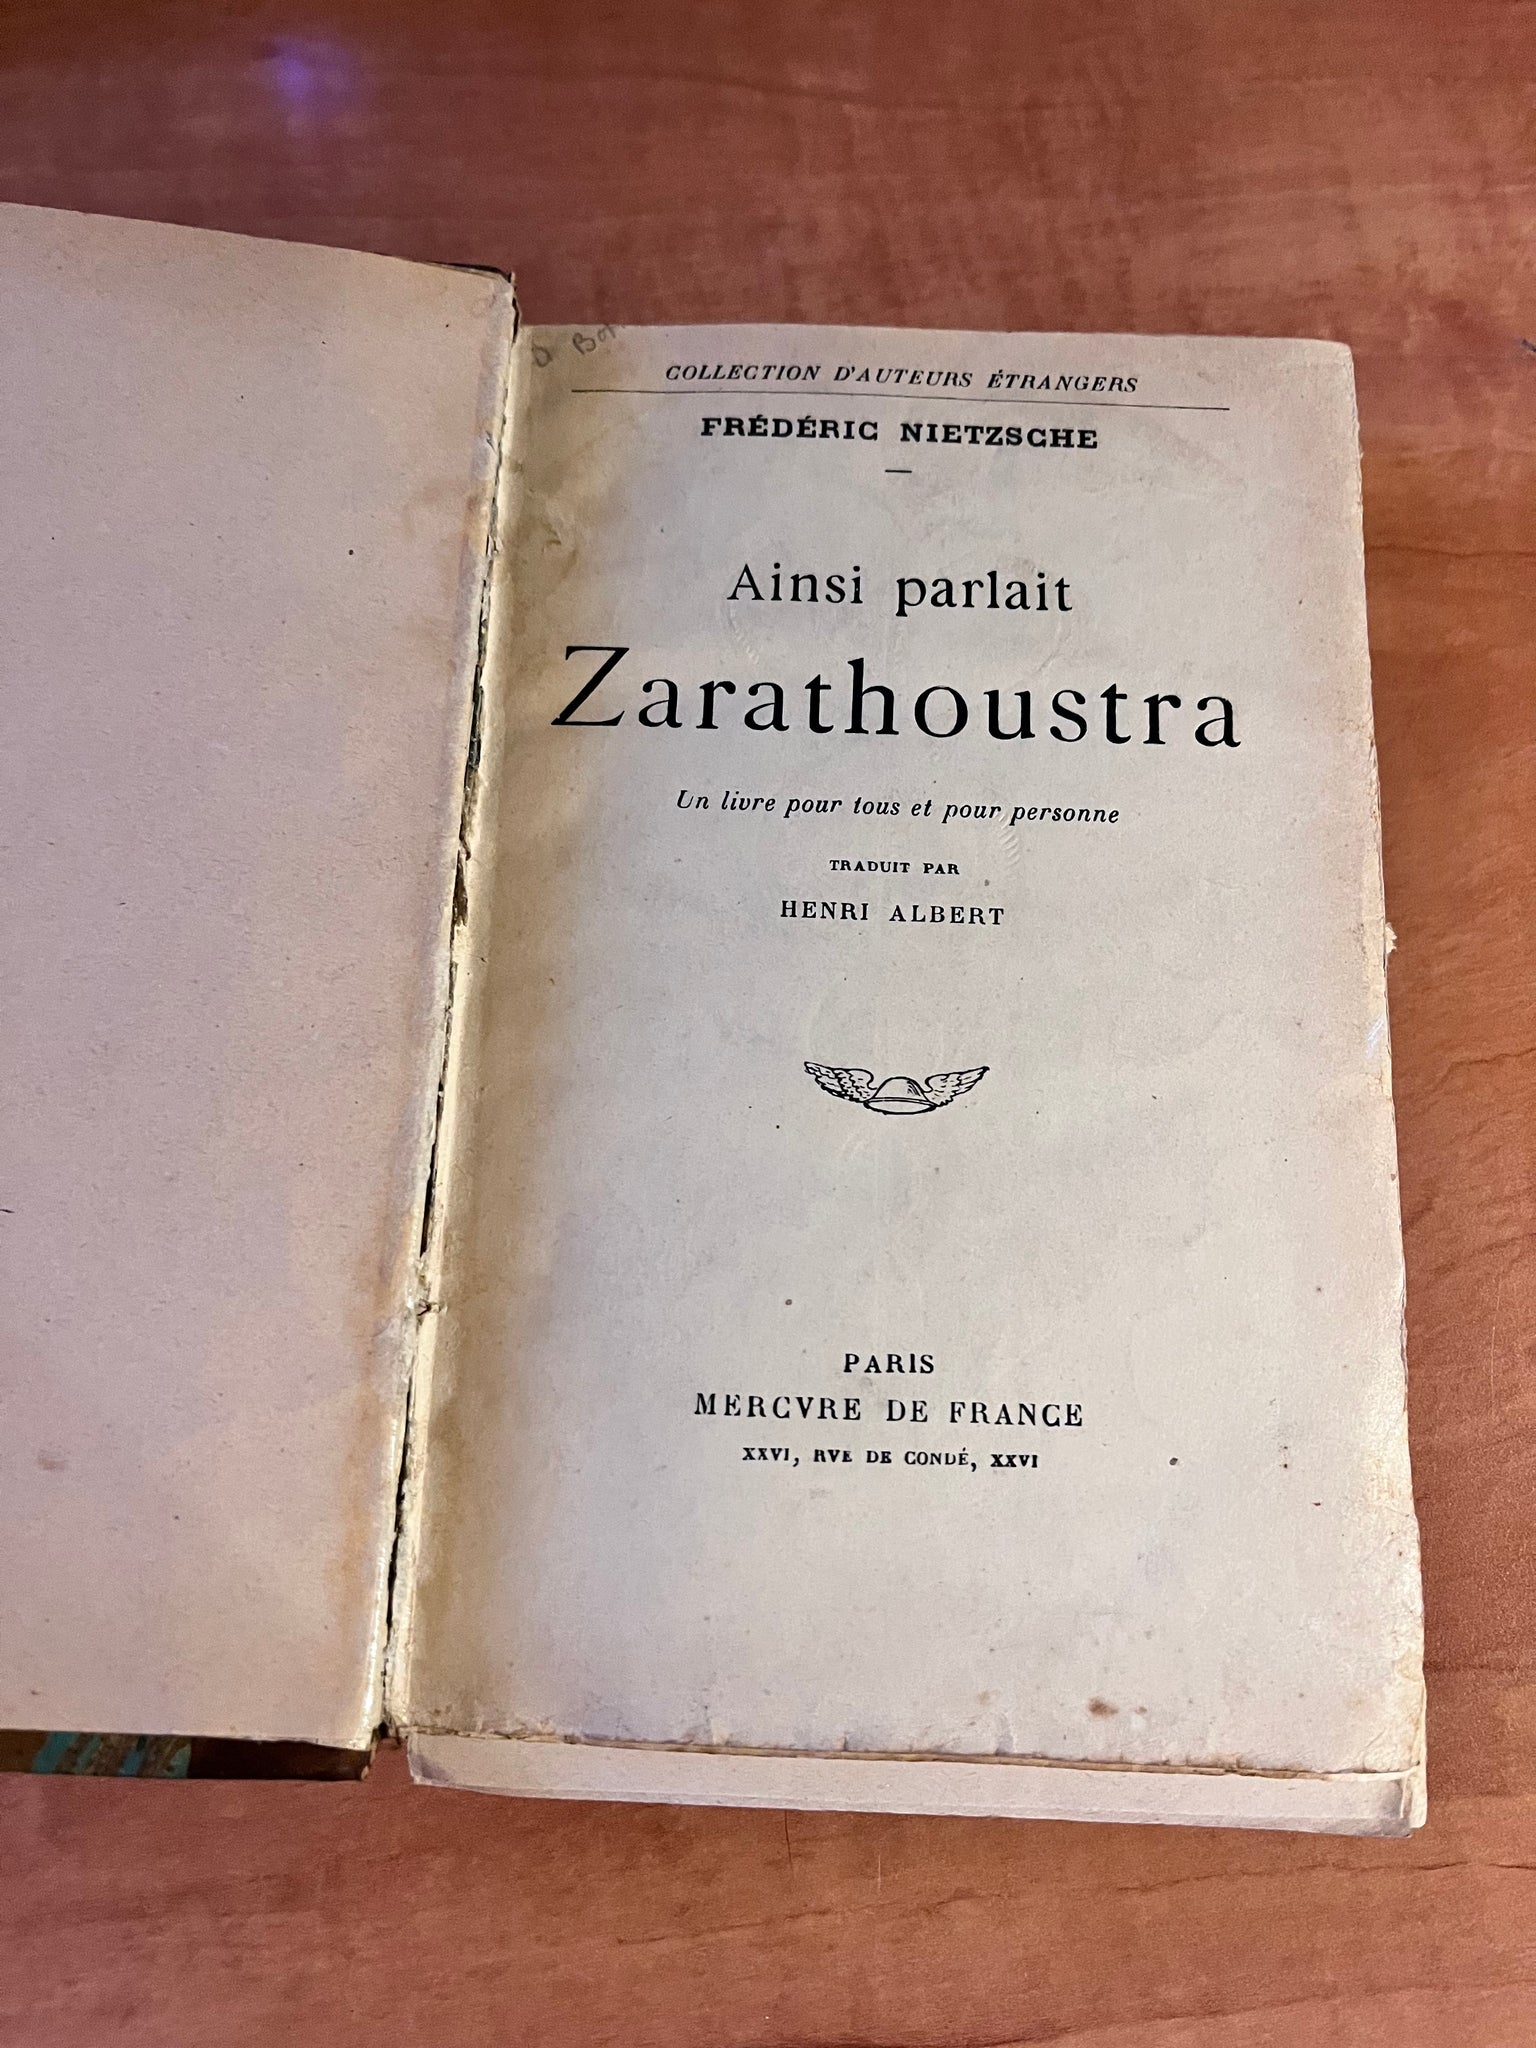 COLLECTION D'AUTEURS ÉTRANGERS
FRÉDÉRIC NIETZSCHE
Ainsi parlait
Zarathoustra
Un livre pour tous et pour personne
TRADUIT PAR
HENRI ALBERT
PARIS
MERCVRE DE FRANCE
XXVI, RVE DE CONDÉ, XXVI